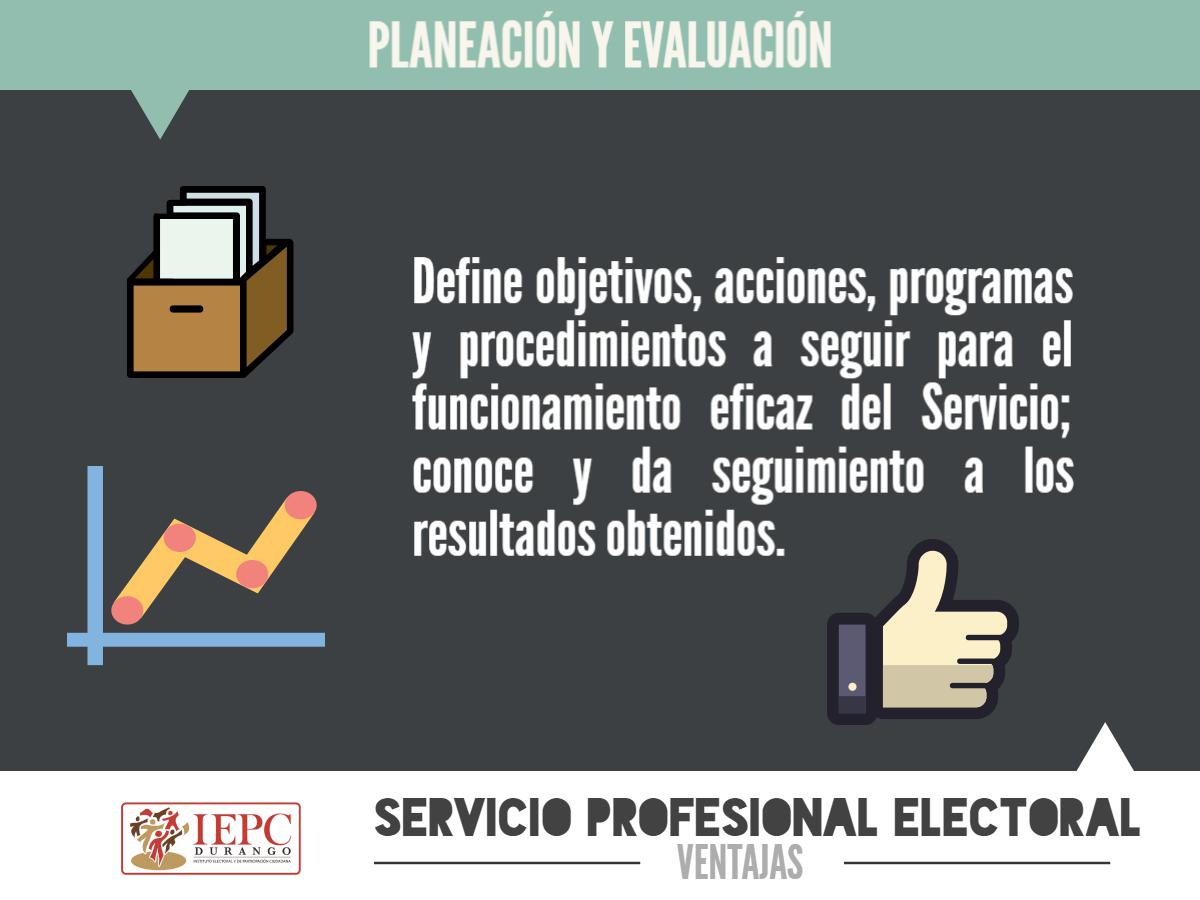 PLANEACIÓN Y EVALUACIÓN
Define objetivos, acciones, programas
y procedimientos a seguir para el
funcionamiento eficaz del Servicio;
conoce y da seguimiento a los
resultados obtenidos.
IEPC
DURANGO
INSTITUTO ELECTORAL Y DE PARTICIPACIÓN CIUDADANA
SERVICIO PROFESIONAL ELECTORAL
VENTAJAS